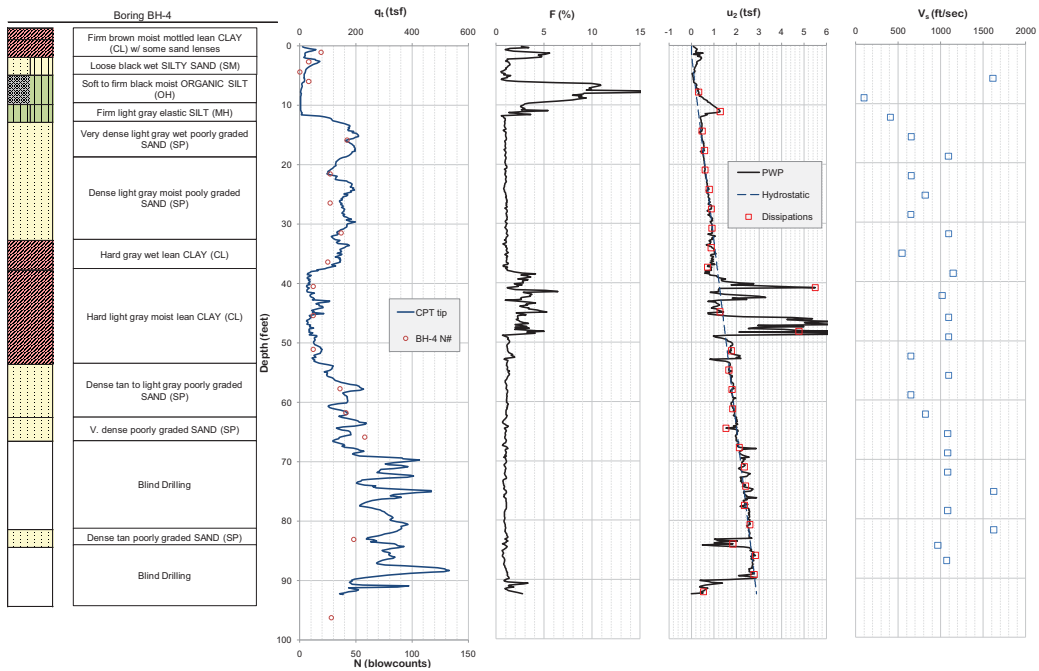 Boring BH-4
Firm brown moist mottled lean CLAY
(CL) w/ some sand lenses
Loose black wet SILTY SAND (SM)
Soft to firm black moist ORGANIC SILT
(OH)
Firm light gray elastic SILT (MH)
Very dense light gray wet poorly graded
SAND (SP)
Dense light gray moist pooly graded
SAND (SP)
Hard gray wet lean CLAY (CL)
Hard light gray moist lean CLAY (CL)
Dense tan to light gray poorly graded
SAND (SP)
V. dense poorly graded SAND (SP)
Blind Drilling
Dense tan poorly graded SAND (SP)
Blind Drilling
qt (tsf)
0 200 400 600
0
10
20
30
40
50
60
70
80
90
100
Depth (feet)
CPT tip
BH-4 N#
0 50 100 150
N (blowcounts)
F (%)
0 5 10 15
u2 (tsf)
-1 0 1 2 3 4 5 6
PWP
Hydrostatic
Dissipations
Vs (ft/sec)
0 500 1000 1500 2000